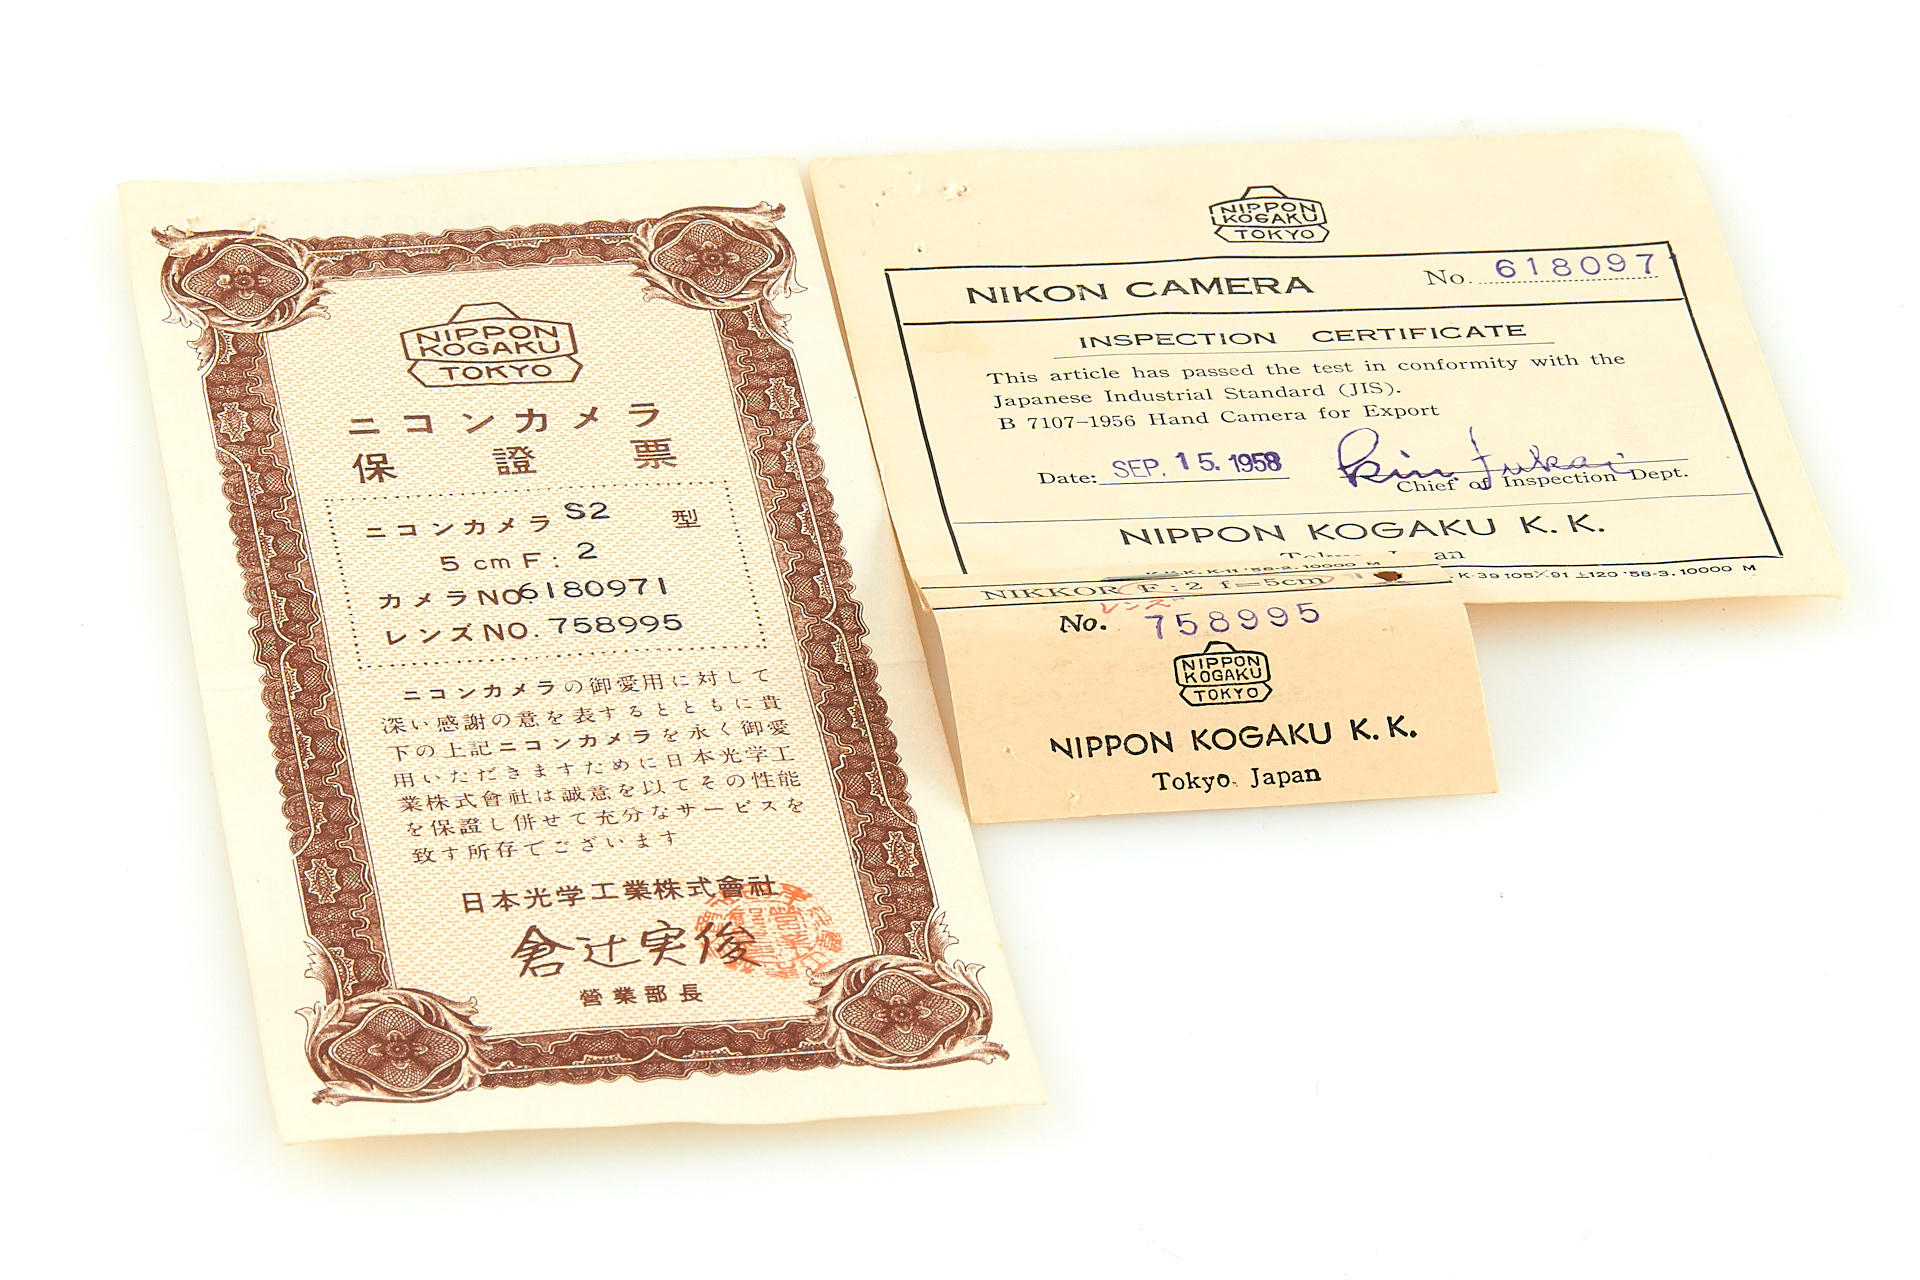 NIPPON
KOGAKU
TOKYO
ニコンカメラ
保證票
ニコンカメラ S2 型
5cm F: 2
カメラNO.6180971
レンズNO. 758995
ニコンカメラの御愛用に対して
深い感謝の意を表するとともに貴
下の上記ニコンカメラを永く御愛
用いただきますために日本光学工
業株式會社は誠意を以てその性能
を保證し併せて充分なサービスを
致す所存でございます
日本光学工業株式會社
倉辻実俊
營業部長
NIPPON
KOGAKU
TOKYO
NIKON CAMERA No. 618097
INSPECTION CERTIFICATE
This article has passed the test in conformity with the
Japanese Industrial Standard (JIS).
B 7107-1956 Hand Camera for Export
Date: SEP. 15. 1958
Chief of Inspection Dept.
NIPPON KOGAKU K. K.
10000 M
NIKKOR F:2 f=5cm
レンズ
No. 758995
NIPPON
KOGAKU
TOKYO
NIPPON KOGAKU K. K.
Tokyo, Japan